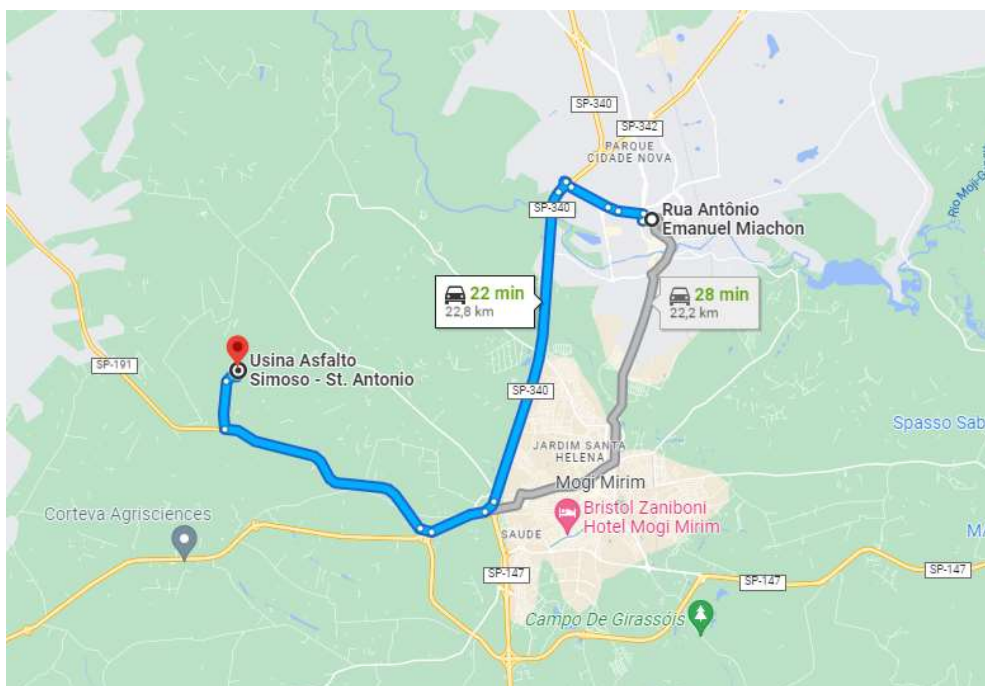 SP-340
SP-342
PARQUE
CIDADE NOVA
SP-340
Rua Antônio
Emanuel Miachon
22 min
22,8 km
28 min
22,2 km
Usina Asfalto
Simoso - St. Antonio
SP-191
SP-340
JARDIM SANTA
HELENA
Spasso Sab
Mogi Mirim
Corteva Agrisciences
Bristol Zaniboni
Hotel Mogi Mirim
SAUDE
SP-147
SP-147
SP-147
Campo De Girassóis